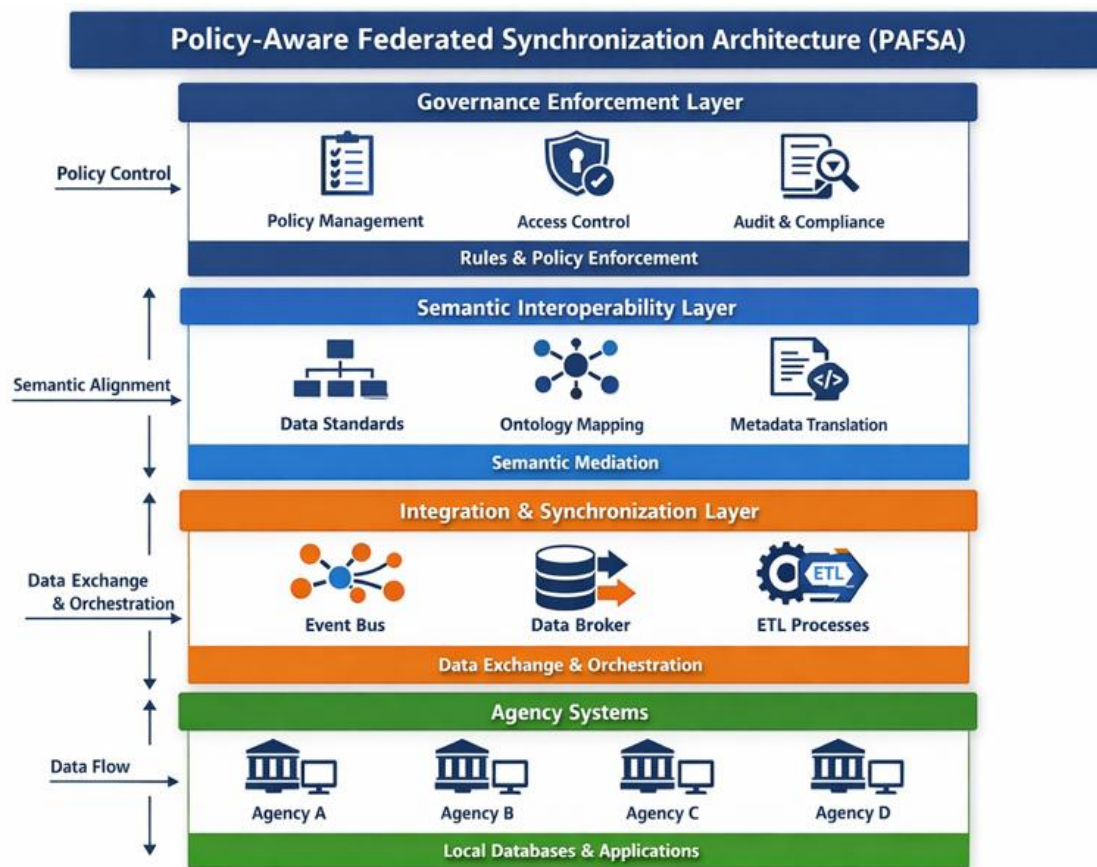 Policy-Aware Federated Synchronization Architecture (PAFSA)
Governance Enforcement Layer
Policy Control
Policy Management
Access Control
Audit & Compliance
Rules & Policy Enforcement
Semantic Interoperability Layer
Semantic Alignment
Data Standards
Ontology Mapping
</>
Metadata Translation
Semantic Mediation
Integration & Synchronization Layer
Data Exchange
& Orchestration
ETL
Event Bus
Data Broker
ETL Processes
Data Exchange & Orchestration
Agency Systems
Data Flow
Agency A
Agency B
Agency C
Agency D
Local Databases & Applications